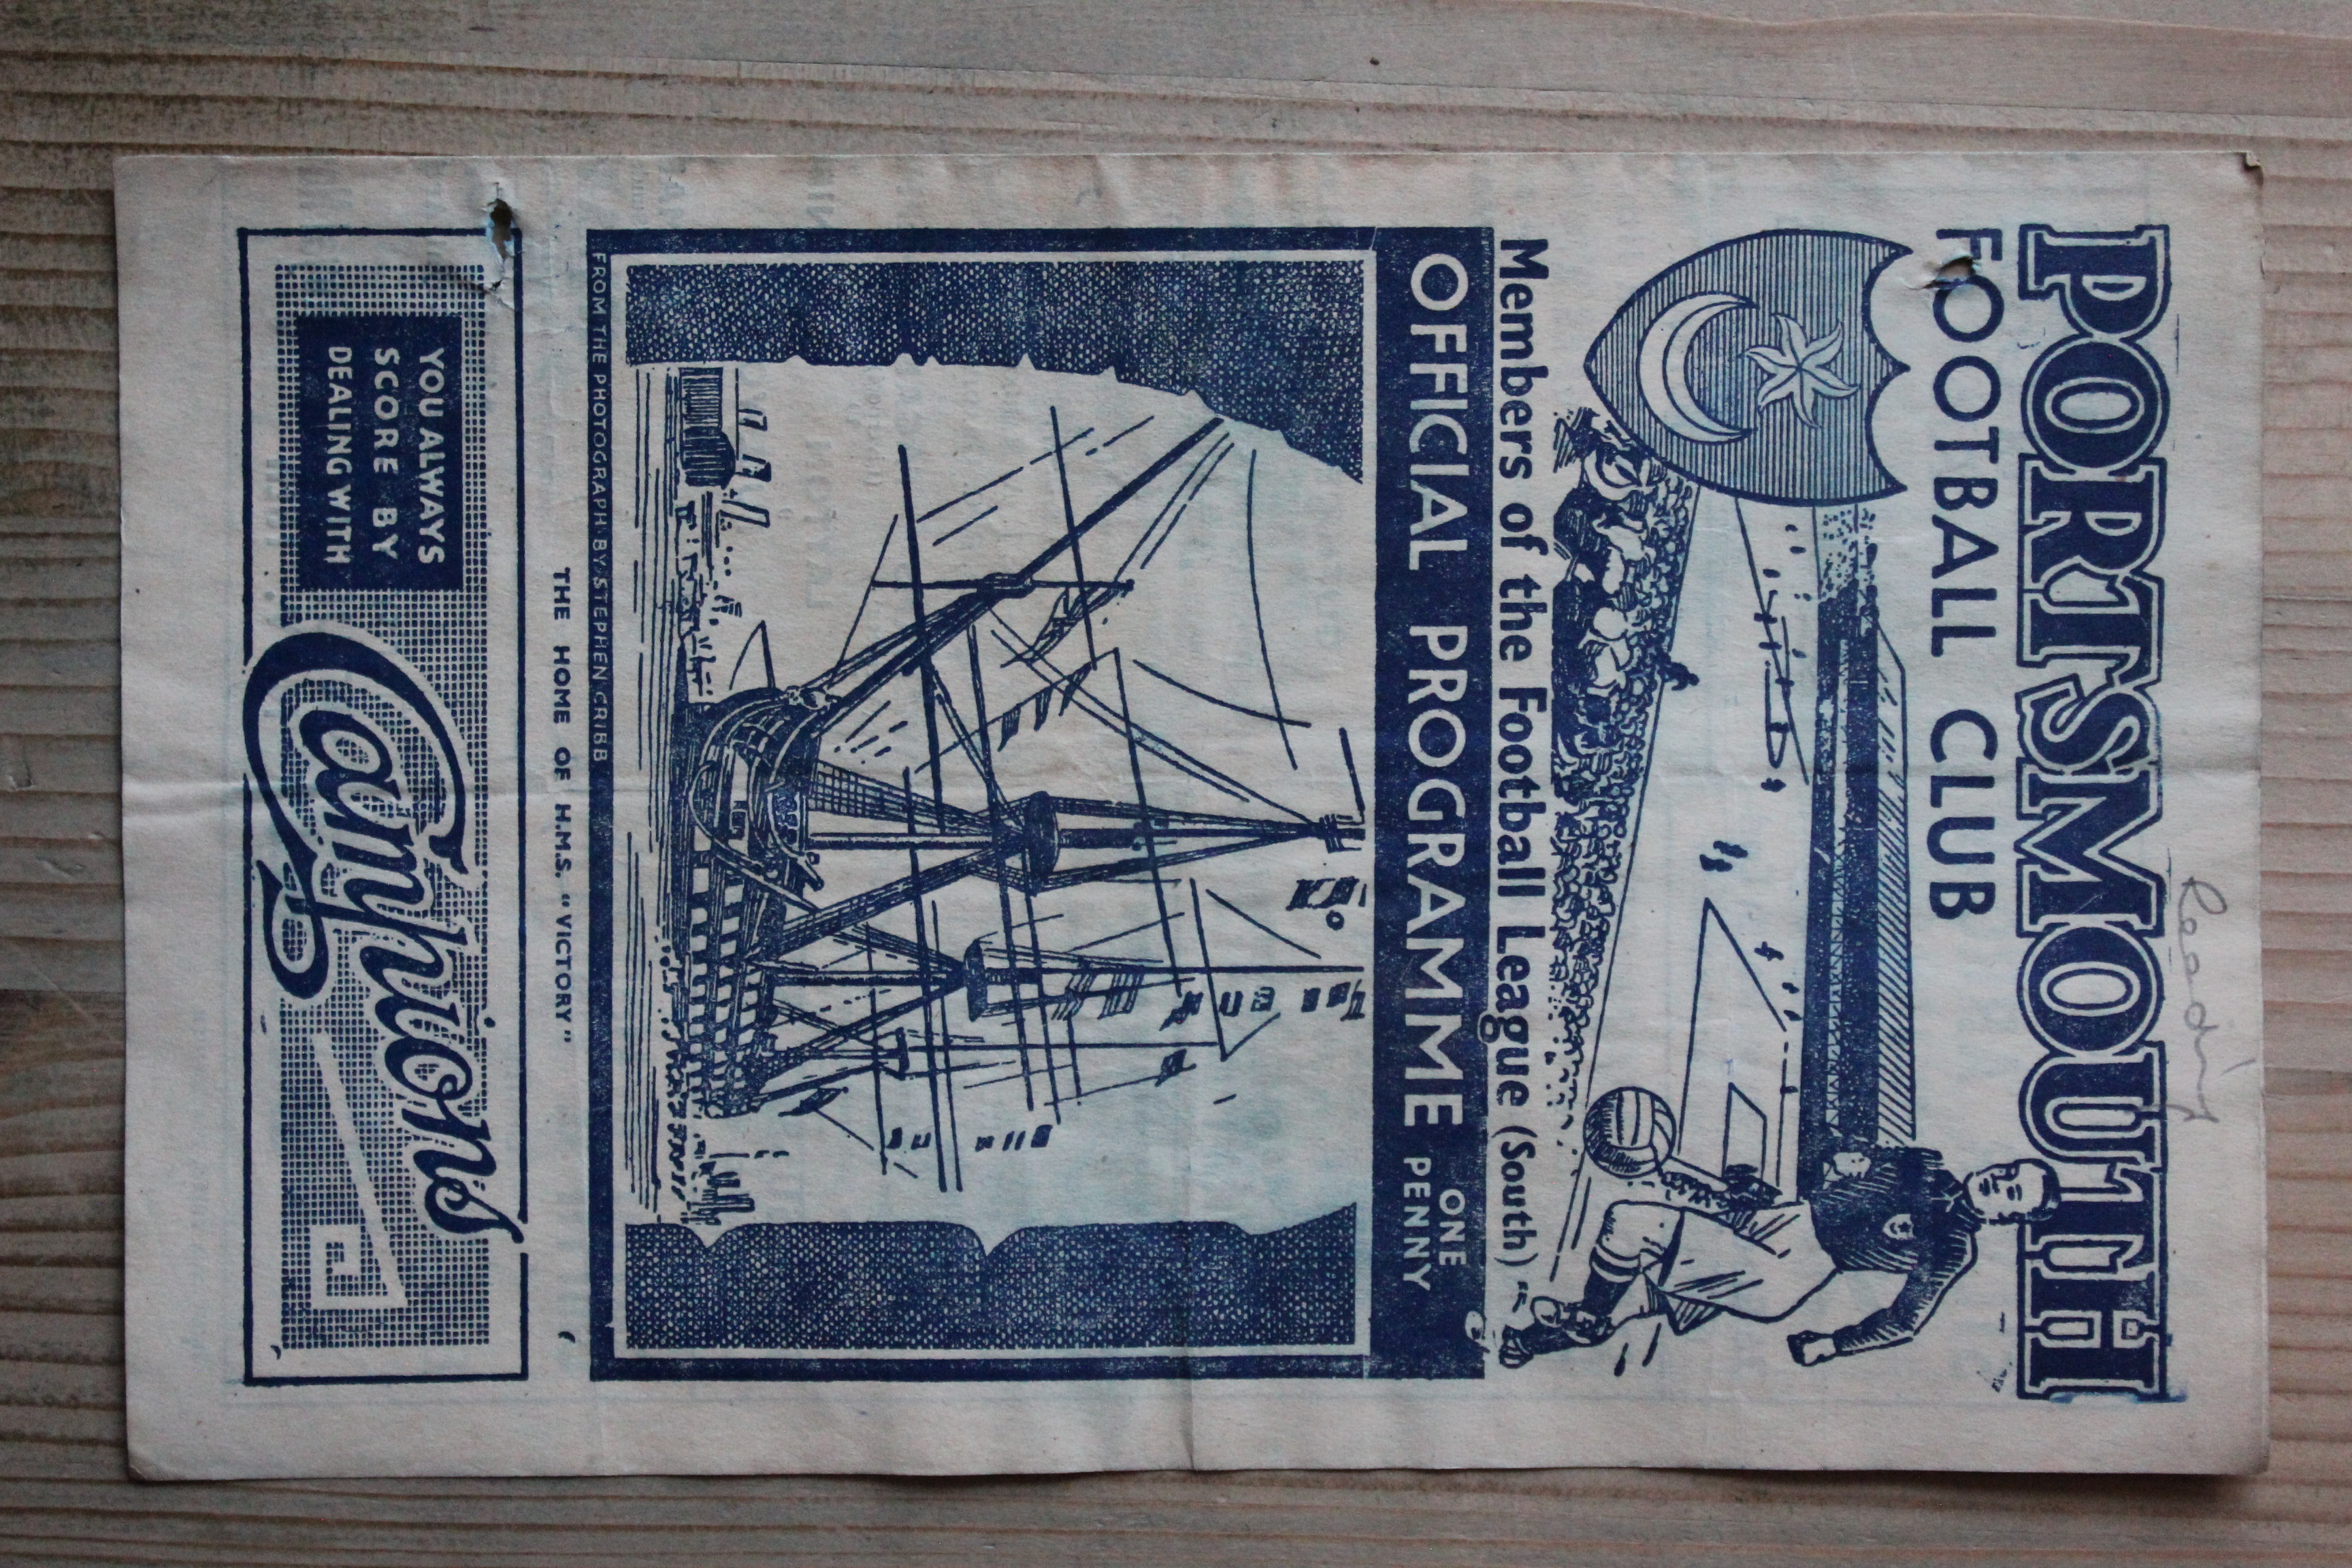 Reading
PORTSMOUTH
FOOTBALL CLUB
Members of the Football League (South)
OFFICIAL PROGRAMME ONE PENNY
FROM THE PHOTOGRAPH BY STEPHEN CRIBB
THE HOME OF H.M.S. "VICTORY"
YOU ALWAYS
SCORE BY
DEALING WITH
Campions